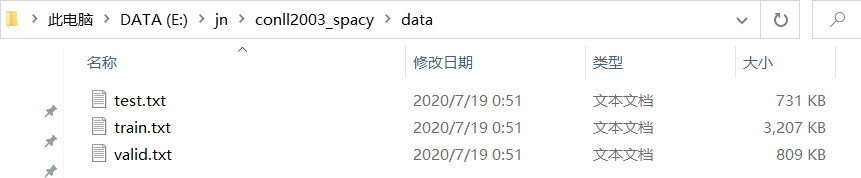 此电脑 > DATA (E:) > jn > conll2003_spacy > data
名称 修改日期 类型 大小
test.txt 2020/7/19 0:51 文本文档 731 KB
train.txt 2020/7/19 0:51 文本文档 3,207 KB
valid.txt 2020/7/19 0:51 文本文档 809 KB